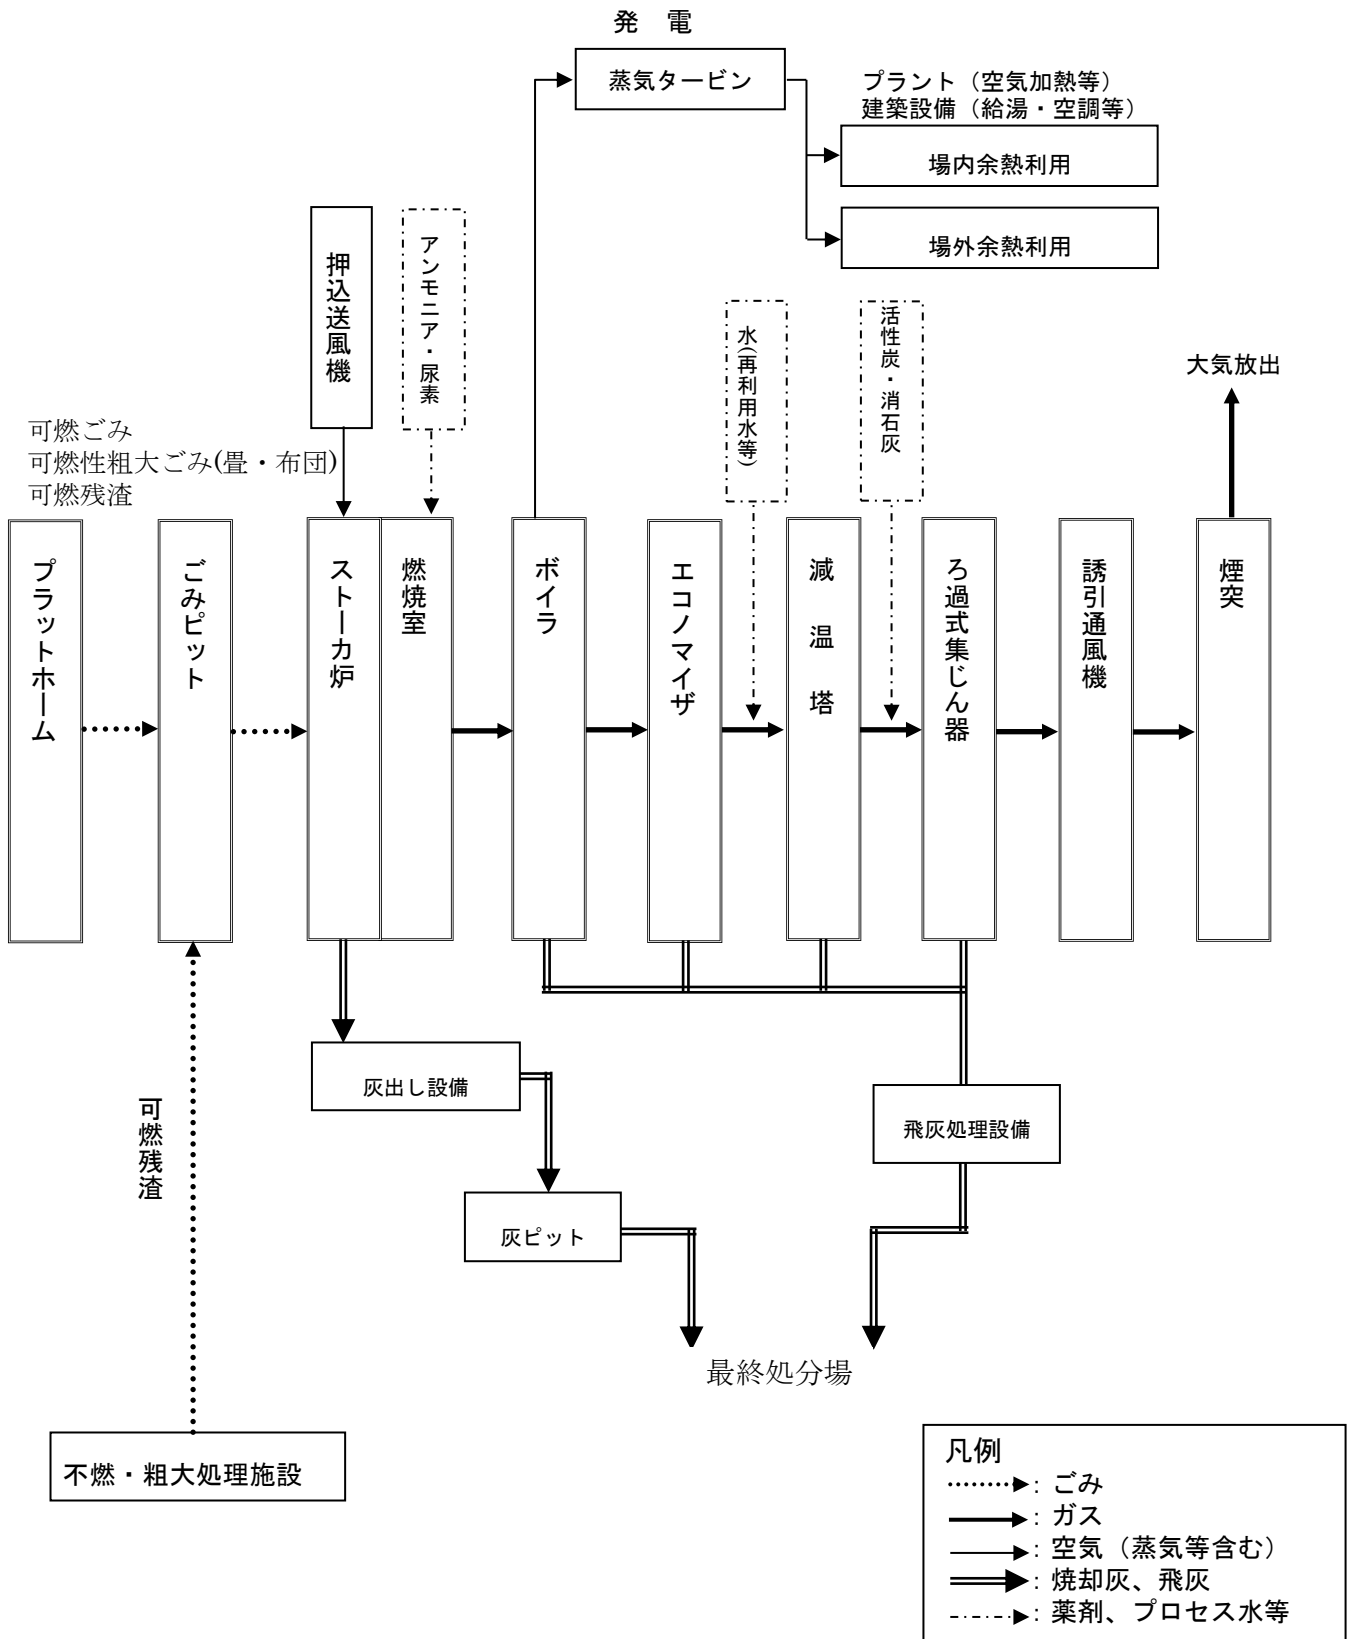 発　電
蒸気タービン
プラント（空気加熱等）
建築設備（給湯・空調等）
場内余熱利用
場外余熱利用
押込送風機
アンモニア・尿素
水(再利用水等)
活性炭・消石灰
大気放出
可燃ごみ
可燃性粗大ごみ(畳・布団)
可燃残渣
プラットホーム
ごみピット
ストーカ炉
燃焼室
ボイラ
エコノマイザ
減温塔
ろ過式集じん器
誘引通風機
煙突
灰出し設備
飛灰処理設備
可燃残渣
灰ピット
最終処分場
不燃・粗大処理施設
凡例
: ごみ
: ガス
: 空気（蒸気等含む）
: 焼却灰、飛灰
: 薬剤、プロセス水等